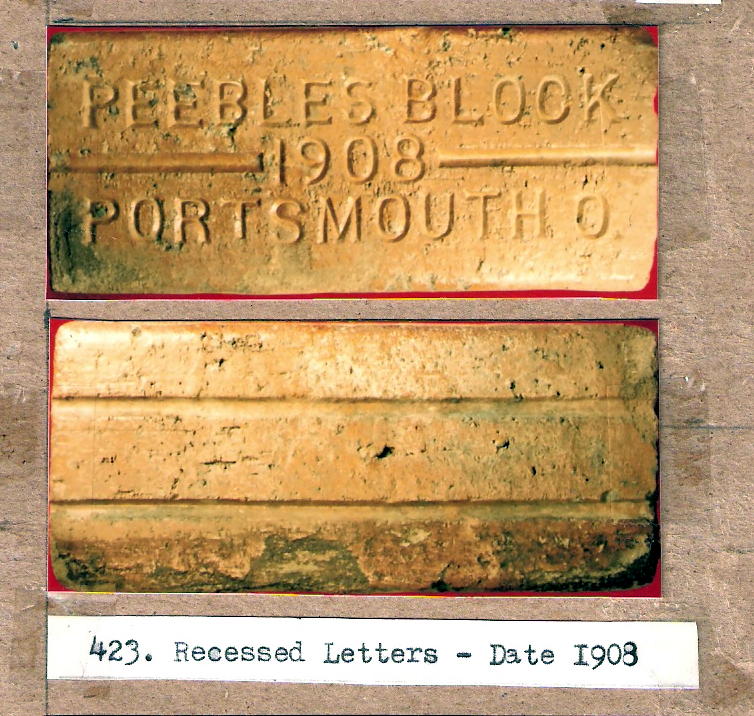 PEEBLES BLOCK
1908
PORTSMOUTH O.
423. Recessed Letters - Date 1908